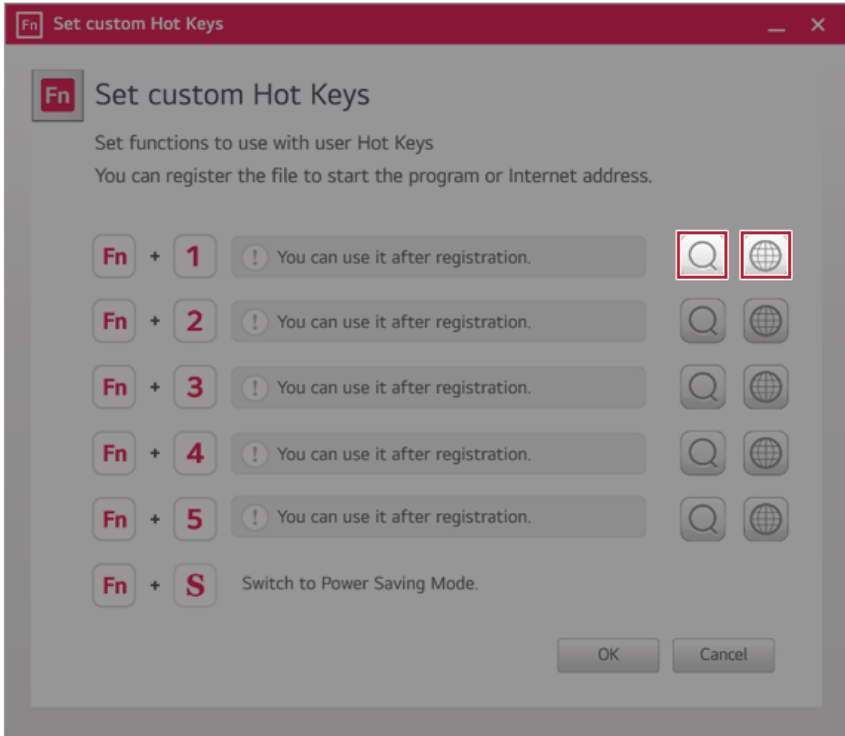 Fn Set custom Hot Keys
Fn Set custom Hot Keys
Set functions to use with user Hot Keys
You can register the file to start the program or Internet address.
Fn + 1 ! You can use it after registration.
Fn + 2 ! You can use it after registration.
Fn + 3 ! You can use it after registration.
Fn + 4 ! You can use it after registration.
Fn + 5 ! You can use it after registration.
Fn + S Switch to Power Saving Mode.
OK Cancel